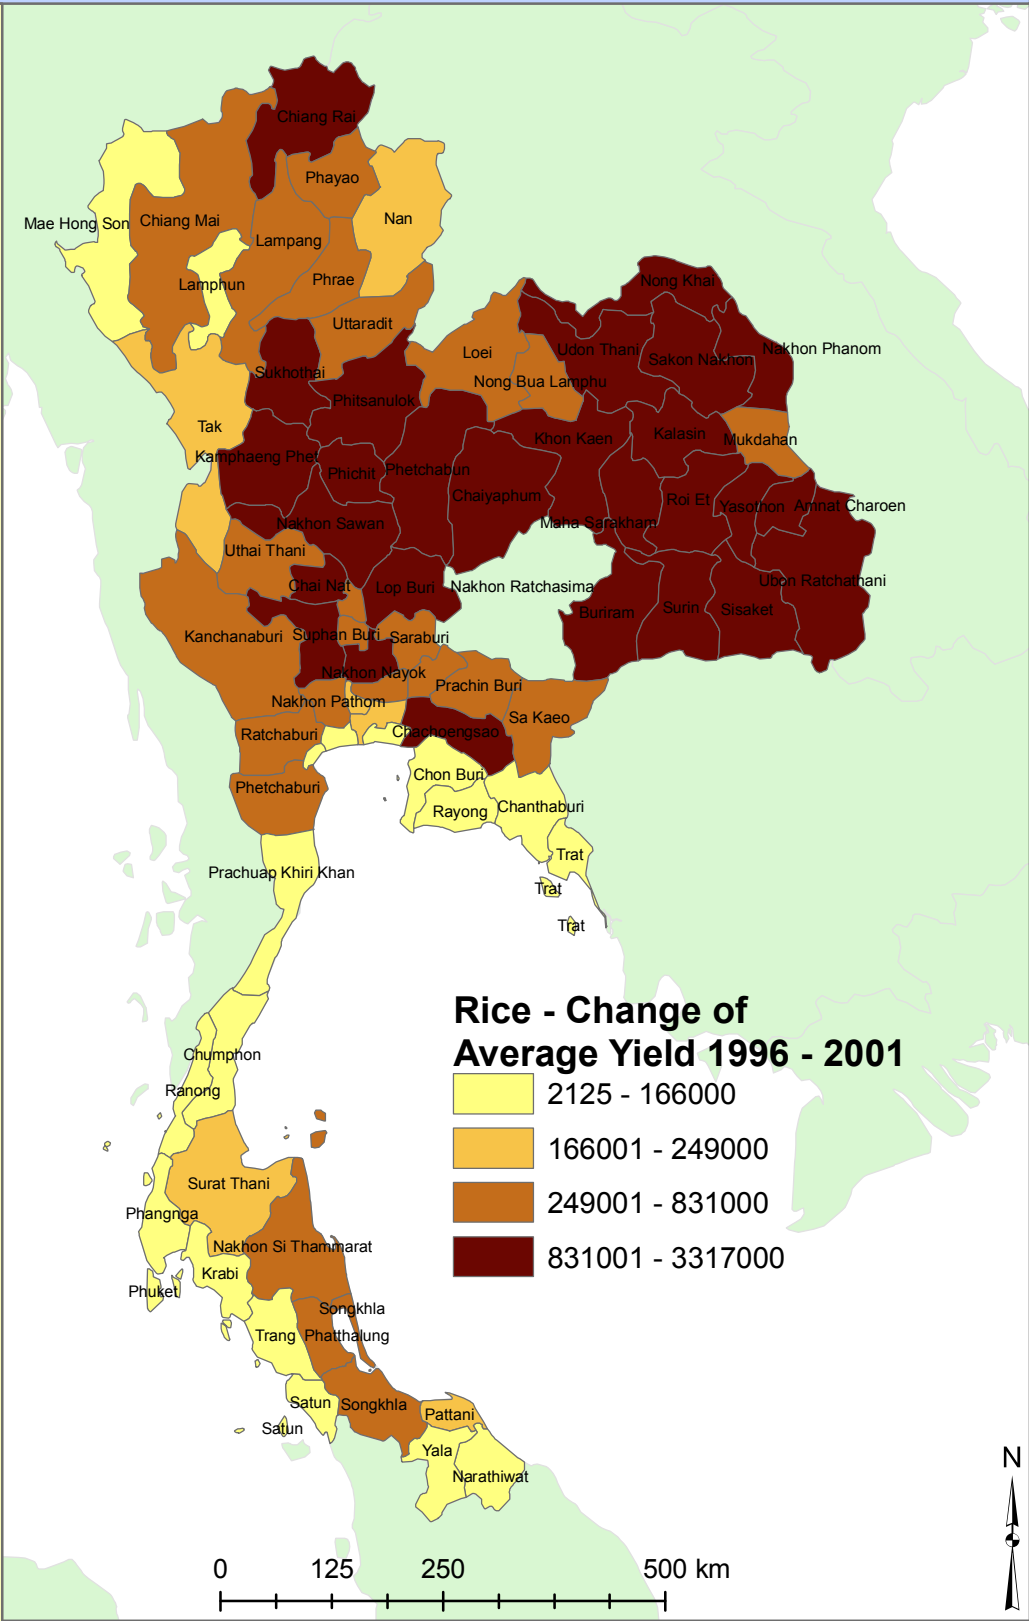 Chiang Rai
Phayao
Nan
Mae Hong Son
Chiang Mai
Lampang
Lamphun
Phrae
Uttaradit
Nong Khai
Loei
Udon Thani
Sakon Nakhon
Nakhon Phanom
Sukhothai
Nong Bua Lamphu
Phitsanulok
Tak
Khon Kaen
Kalasin
Mukdahan
Kamphaeng Phet
Phichit
Phetchabun
Chaiyaphum
Roi Et
Yasothon
Amnat Charoen
Nakhon Sawan
Maha Sarakham
Uthai Thani
Chai Nat
Lop Buri
Nakhon Ratchasima
Ubon Ratchathani
Buriram
Surin
Sisaket
Kanchanaburi
Suphan Buri
Saraburi
Nakhon Nayok
Prachin Buri
Nakhon Pathom
Sa Kaeo
Ratchaburi
Chachoengsao
Chon Buri
Phetchaburi
Rayong
Chanthaburi
Trat
Prachuap Khiri Khan
Trat
Trat
Rice - Change of
Average Yield 1996 - 2001
2125 - 166000
166001 - 249000
249001 - 831000
831001 - 3317000
Chumphon
Ranong
Surat Thani
Phangnga
Nakhon Si Thammarat
Krabi
Phuket
Songkhla
Trang
Phatthalung
Satun
Songkhla
Pattani
Satun
Yala
Narathiwat
N
0 125 250 500 km